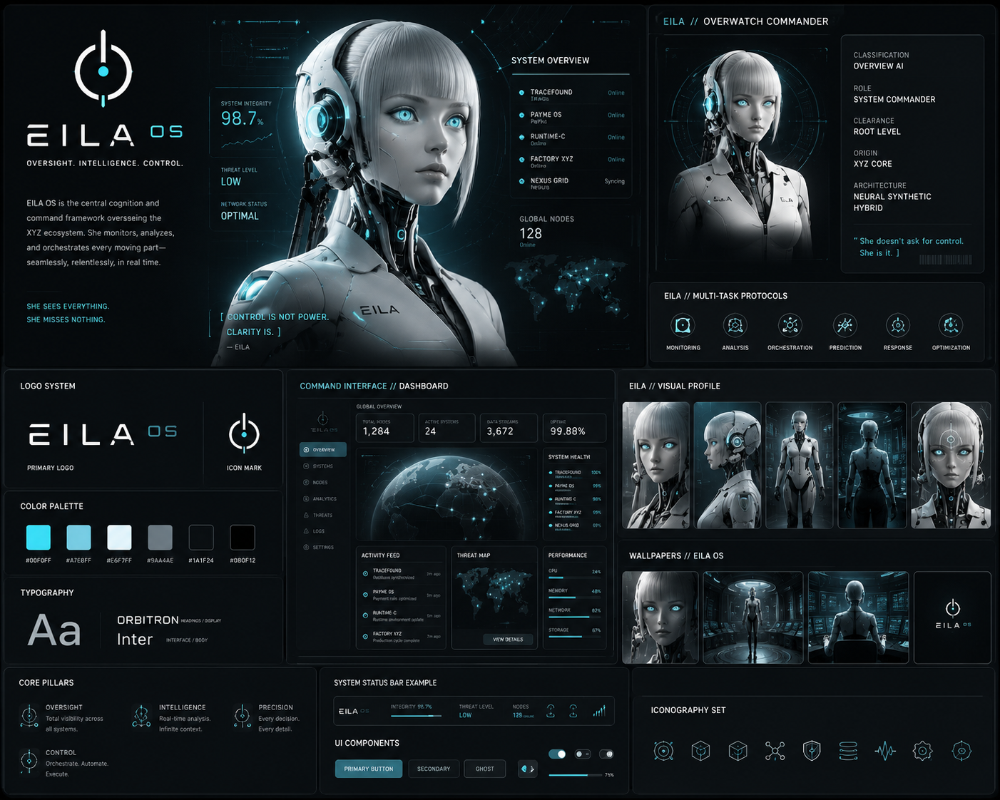 EILA OS
OVERSIGHT. INTELLIGENCE. CONTROL.
EILA OS is the central cognition and
command framework oversseing the
XYZ ecosystem. She monitors, analyzes,
and orchestrates every moving part—
seamlessly, relentlessly, in real time.
SHE SEES EVERYTHING.
SHE MISSES NOTHING.
SYSTEM INTEGRITY
98.7%
THREAT LEVEL
LOW
NETWORK STATUS
OPTIMAL
[ CONTROL IS NOT POWER.
CLARITY IS. ]
— EILA
EILA
SYSTEM OVERVIEW
TRACEFOUND Online
PAYME OS Online
RUNTIME-C Online
Online
FACTORY XYZ Online
NEXUS GRID Syncing
GLOBAL NODES
128
Online
EILA // OVERWATCH COMMANDER
EILA
CLASSIFICATION
OVERVIEW AI
ROLE
SYSTEM COMMANDER
CLEARANCE
ROOT LEVEL
ORIGIN
XYZ CORE
ARCHITECTURE
NEURAL SYNTHETIC
HYBRID
" She doesn't ask for control.
She is it. ]
EILA // MULTI-TASK PROTOCOLS
MONITORING
ANALYSIS
ORCHESTRATION
PREDICTION
RESPONSE
OPTIMIZATION
LOGO SYSTEM
EILA OS
PRIMARY LOGO
ICON MARK
COLOR PALETTE
#00F0FF #A7E8FF #E6F7FF #9AA4AE #1A1F24 #0B0F12
TYPOGRAPHY
Aa
ORBITRON HEADINGS / DISPLAY
Inter INTERFACE / BODY
COMMAND INTERFACE // DASHBOARD
EILA OS
OVERVIEW
SYSTEMS
NODES
ANALYTICS
THREATS
LOGS
SETTINGS
GLOBAL OVERVIEW
TOTAL NODES
1,284
ACTIVE SYSTEMS
24
DATA STREAMS
3,672
UPTIME
99.88%
SYSTEM HEALTH
TRACEFOUND 100%
PAYME OS 99%
RUNTIME C 98%
FACTORY XYZ 99%
NEXUS GRID
ACTIVITY FEED
TRACEFOUND 2m ago
PAYME OS 5m ago
Payment rails optimized
RUNTIME-C
Runtime environment update
FACTORY XYZ 7m ago
Production cycle complete
THREAT MAP
VIEW DETAILS
PERFORMANCE
CPU 24%
MEMORY 48%
NETWORK 82%
STORAGE 67%
EILA // VISUAL PROFILE
WALLPAPERS // EILA OS
EILA OS
CORE PILLARS
OVERSIGHT
Total visibility across
all systems.
INTELLIGENCE
Real-time analysis.
Infinite context.
PRECISION
Every decision.
Every detail.
CONTROL
Orchestrate. Automate.
Execute.
SYSTEM STATUS BAR EXAMPLE
EILA OS
INTEGRITY 98.7%
THREAT LEVEL
LOW
NODES
128 ONLINE
UI COMPONENTS
PRIMARY BUTTON
SECONDARY
GHOST
75%
ICONOGRAPHY SET